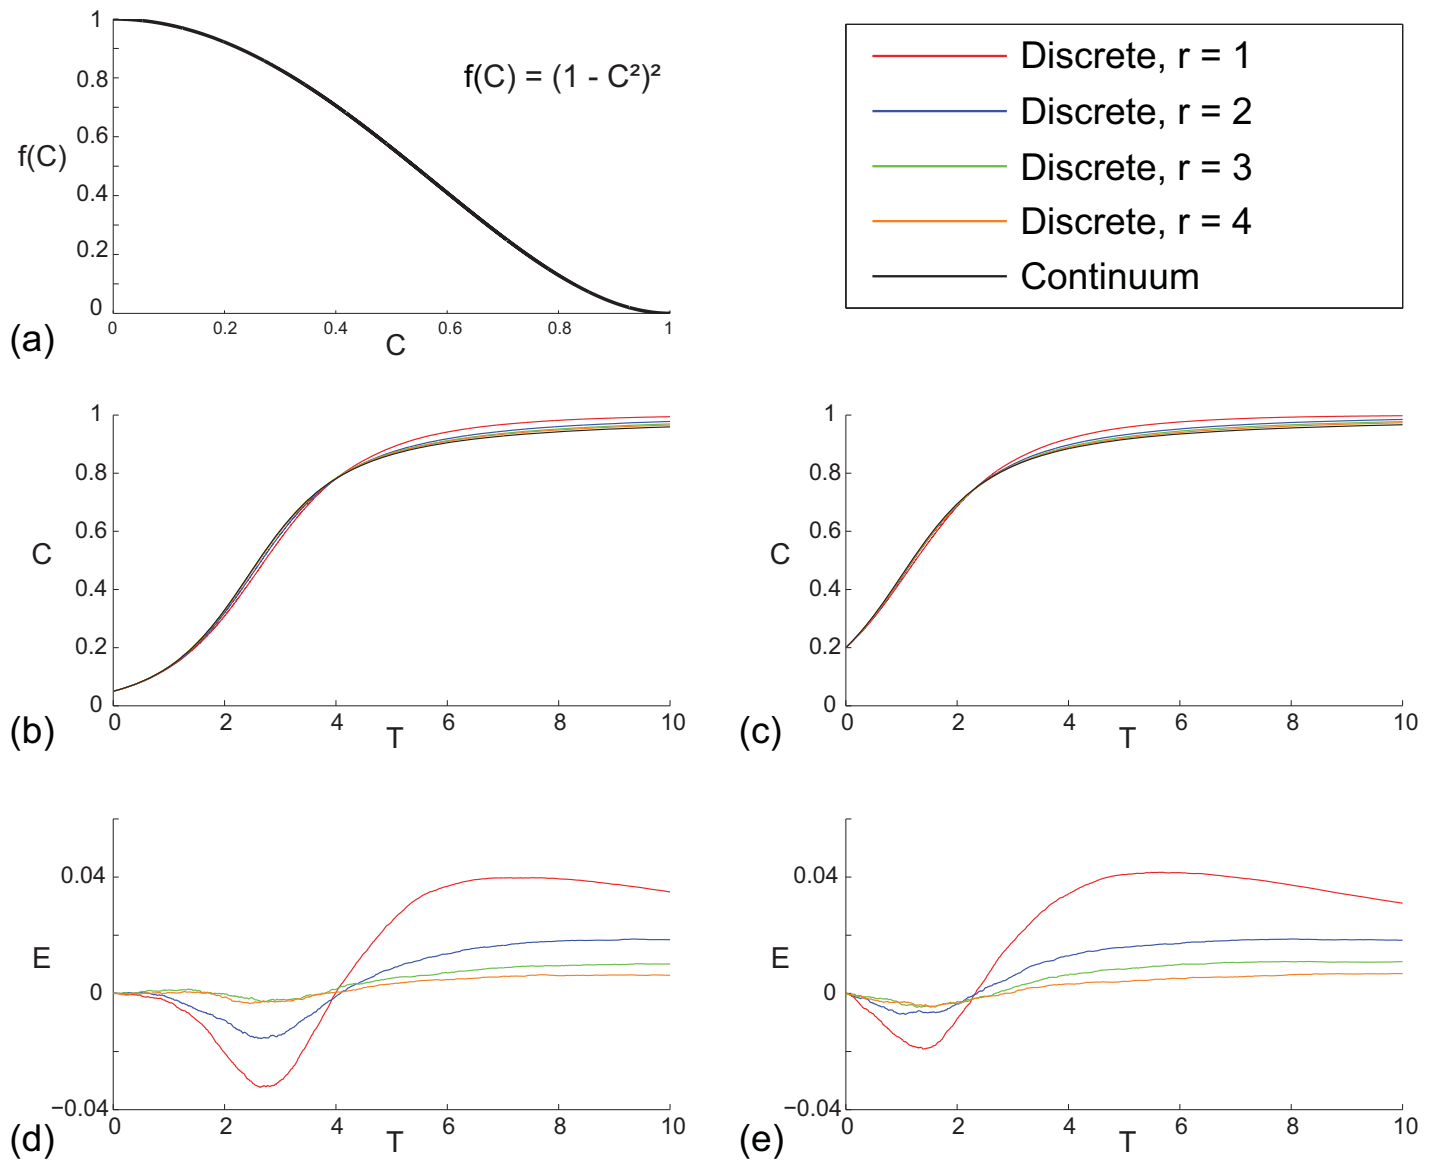 1
0.8
0.6
f(C)
0.4
0.2
0
f(C) = (1 - C²)²
0 0.2 0.4 0.6 0.8 1
C
(a)
Discrete, r = 1
Discrete, r = 2
Discrete, r = 3
Discrete, r = 4
Continuum
1
0.8
0.6
C
0.4
0.2
0
0 2 4 6 8 10
T
(b)
1
0.8
0.6
C
0.4
0.2
0
0 2 4 6 8 10
T
(c)
0.04
E
0
−0.04
0 2 4 6 8 10
T
(d)
0.04
E
0
−0.04
0 2 4 6 8 10
T
(e)